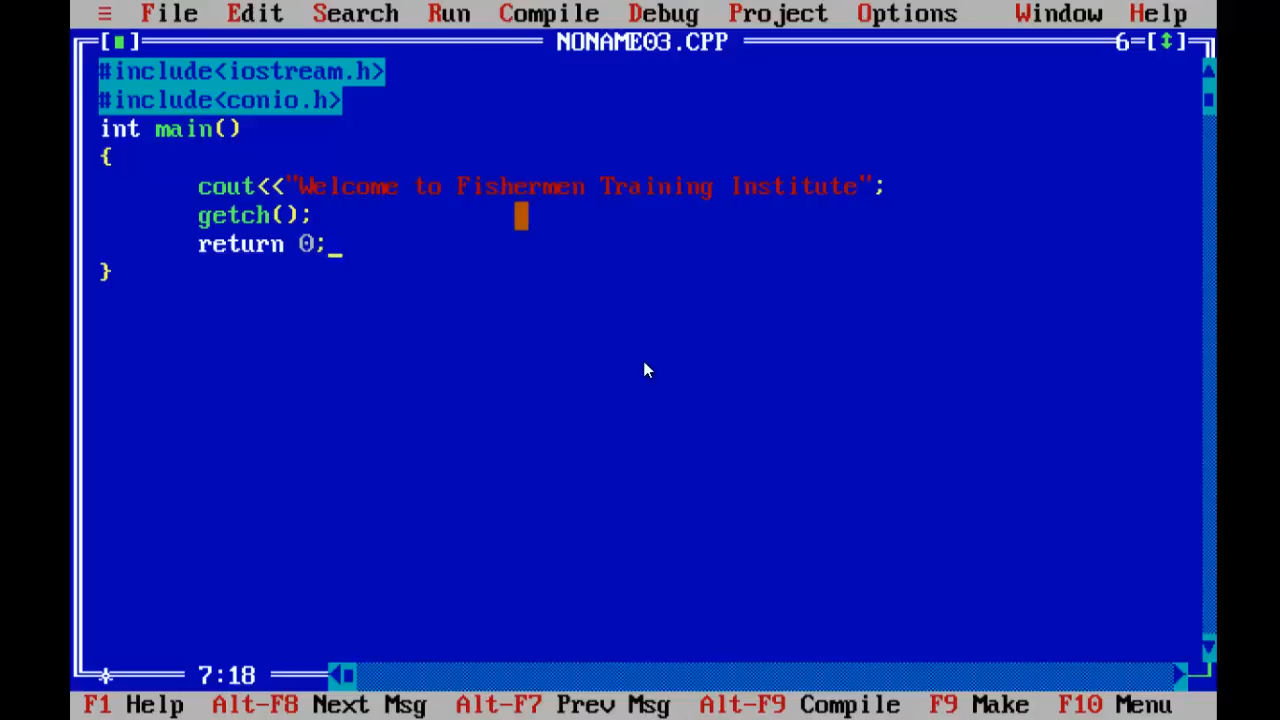 ≡ File Edit Search Run Compile Debug Project Options Window Help
[■] NONAME03.CPP 6=[↕]
#include<iostream.h>
#include<conio.h>
int main()
{
cout<<"Welcome to Fishermen Training Institute";
getch();
return 0;_
}
7:18
F1 Help Alt-F8 Next Msg Alt-F7 Prev Msg Alt-F9 Compile F9 Make F10 Menu